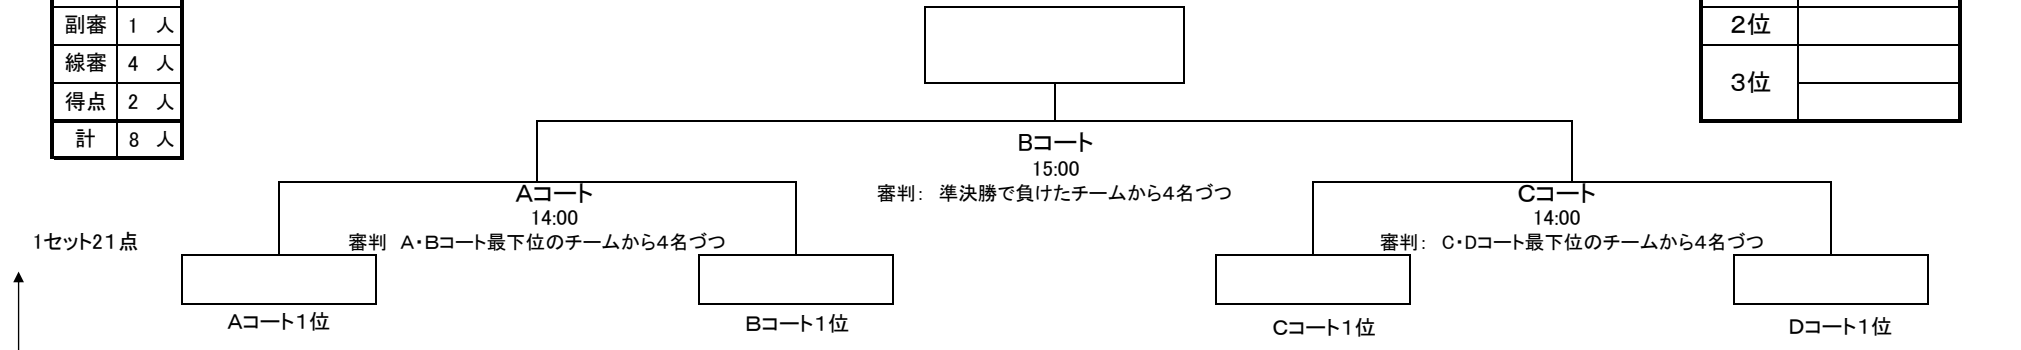 副審 1 人
線審 4 人
得点 2 人
計 8 人
2位
3位
Bコート
15:00
審判： 準決勝で負けたチームから4名づつ
Aコート
14:00
審判 A・Bコート最下位のチームから4名づつ
Cコート
14:00
審判： C・Dコート最下位のチームから4名づつ
1セット21点
Aコート1位
Bコート1位
Cコート1位
Dコート1位